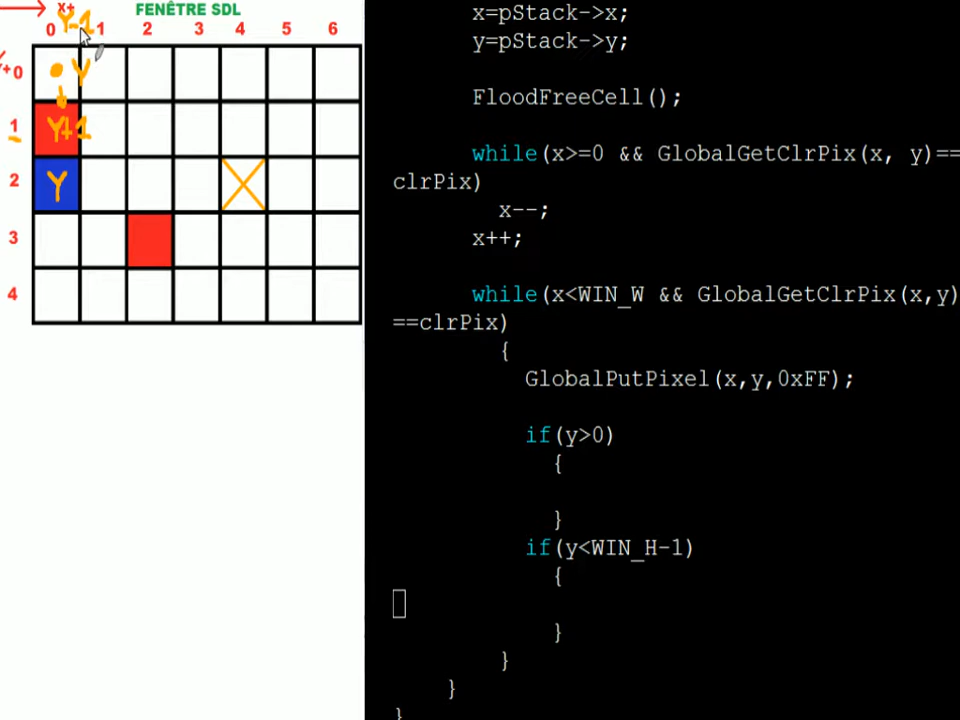 x+
FENÊTRE SDL
Y-1
0 1 2 3 4 5 6
Y+0
Y
1
Y+1
2
Y
3
4
x=pStack->x;
y=pStack->y;
FloodFreeCell();
while(x>=0 && GlobalGetClrPix(x, y)==
clrPix)
x--;
x++;
while(x<WIN_W && GlobalGetClrPix(x,y)
==clrPix)
{
GlobalPutPixel(x,y,0xFF);
if(y>0)
{
}
if(y<WIN_H-1)
{
}
}
}
}